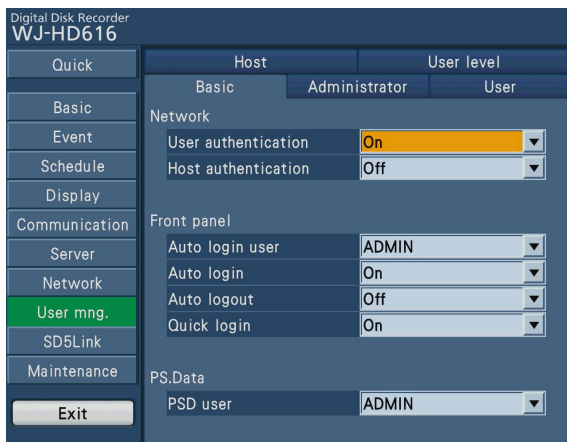 Digital Disk Recorder
WJ-HD616
Quick
Basic
Event
Schedule
Display
Communication
Server
Network
User mng.
SD5Link
Maintenance
Exit
Host User level
Basic Administrator User
Network
User authentication On
Host authentication Off
Front panel
Auto login user ADMIN
Auto login On
Auto logout Off
Quick login On
PS.Data
PSD user ADMIN